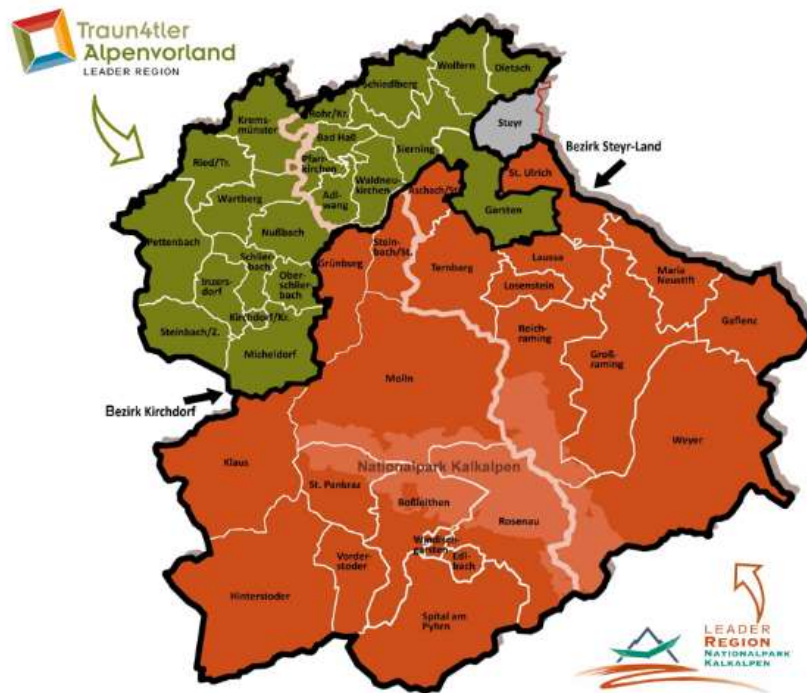 Traun4tler
Alpenvorland
LEADER REGION
Wolfern
Dietach
Schiedlberg
Rohr/Kr.
Steyr
Krems-
münster
Bad Hall
Sierning
Bezirk Steyr-Land
Pfarr-
kirchen
Ried/Tr.
Waldneu-
kirchen
St. Ulrich
Aschach/St.
Adl-
wang
Garsten
Wartberg
Nußbach
Pettenbach
Stein-
bach/St.
Grünburg
Schlier-
bach
Ternberg
Laussa
Maria
Neustift
Inzers-
dorf
Ober-
schlier-
bach
Losenstein
Gaflenz
Kirchdorf/Kr.
Steinbach/Z.
Reich-
raming
Groß-
raming
Micheldorf
Molln
Bezirk Kirchdorf
Weyer
Klaus
Nationalpark Kalkalpen
St. Pankraz
Roßleithen
Rosenau
Windisch-
garsten
Edl-
bach
Vorder-
stoder
Hinterstoder
Spital am
Pyhrn
LEADER
REGION
NATIONALPARK
KALKALPEN